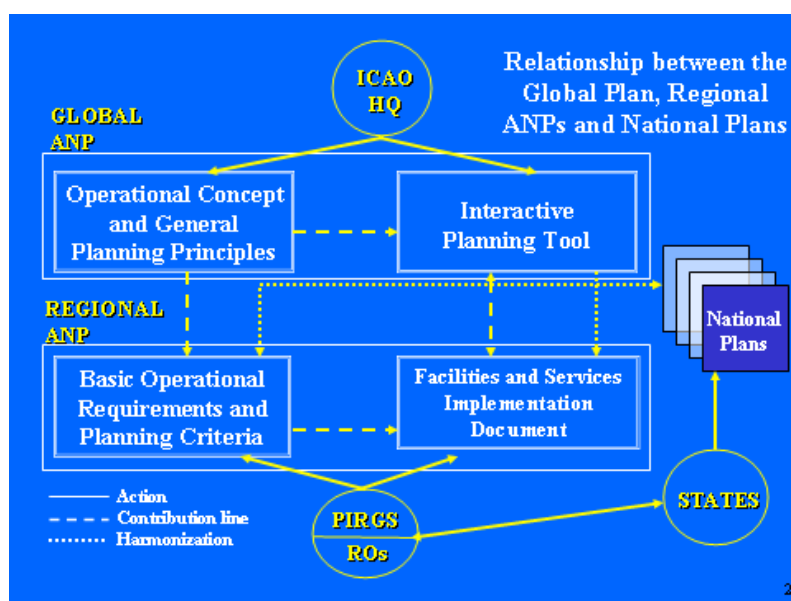 Relationship between the
Global Plan, Regional
ANPs and National Plans
ICAO
HQ
GLOBAL
ANP
Operational Concept
and General
Planning Principles
Interactive
Planning Tool
National
Plans
REGIONAL
ANP
Basic Operational
Requirements and
Planning Criteria
Facilities and Services
Implementation
Document
Action
Contribution line
Harmonization
PIRGS
ROs
STATES
2